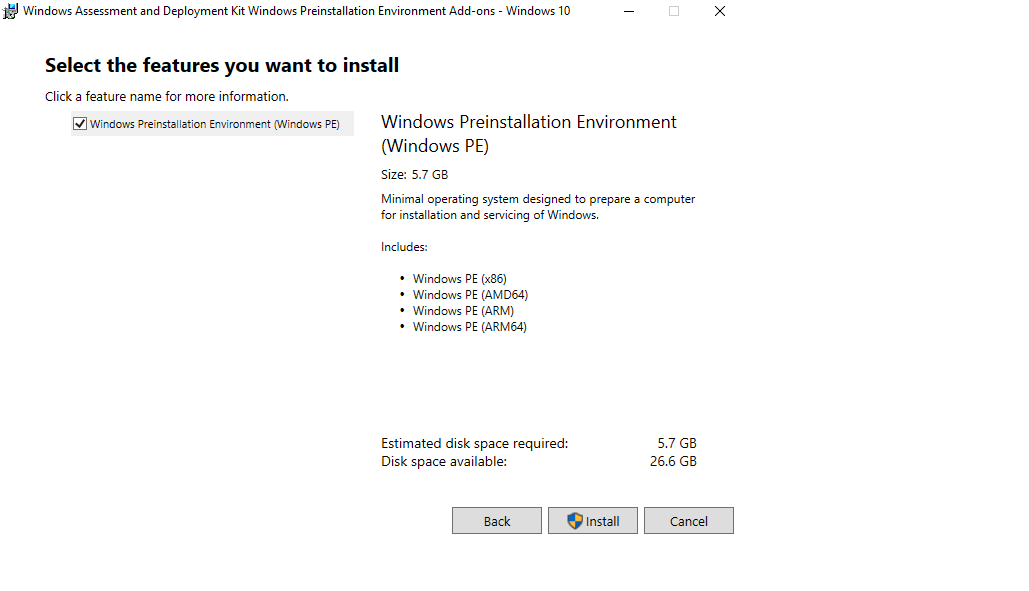 Windows Assessment and Deployment Kit Windows Preinstallation Environment Add-ons - Windows 10
Select the features you want to install
Click a feature name for more information.
Windows Preinstallation Environment (Windows PE)
Windows Preinstallation Environment
(Windows PE)
Size: 5.7 GB
Minimal operating system designed to prepare a computer
for installation and servicing of Windows.
Includes:
• Windows PE (x86)
• Windows PE (AMD64)
• Windows PE (ARM)
• Windows PE (ARM64)
Estimated disk space required: 5.7 GB
Disk space available: 26.6 GB
Back Install Cancel